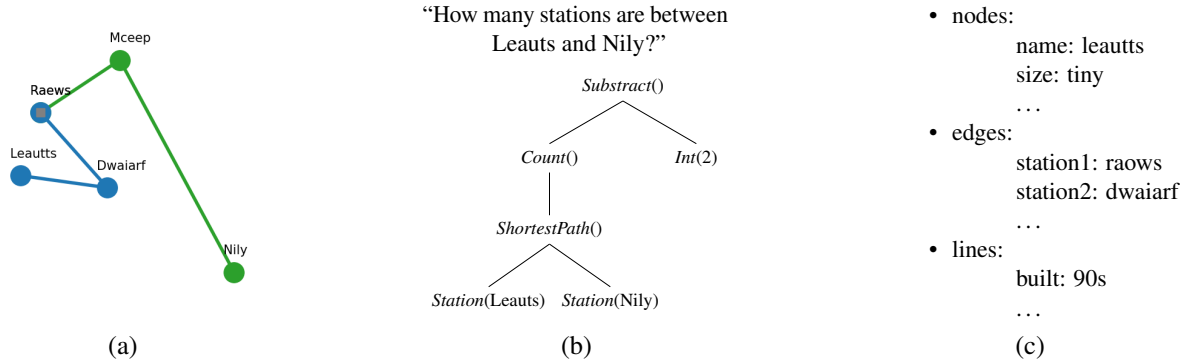 Mceep
Raews
Leautts
Dwaiarf
Nily
(a)
“How many stations are between
Leauts and Nily?”
Substract()
Count() Int(2)
ShortestPath()
Station(Leauts) Station(Nily)
(b)
• nodes:
name: leautts
size: tiny
. . .
• edges:
station1: raows
station2: dwaiarf
. . .
• lines:
built: 90s
. . .
(c)